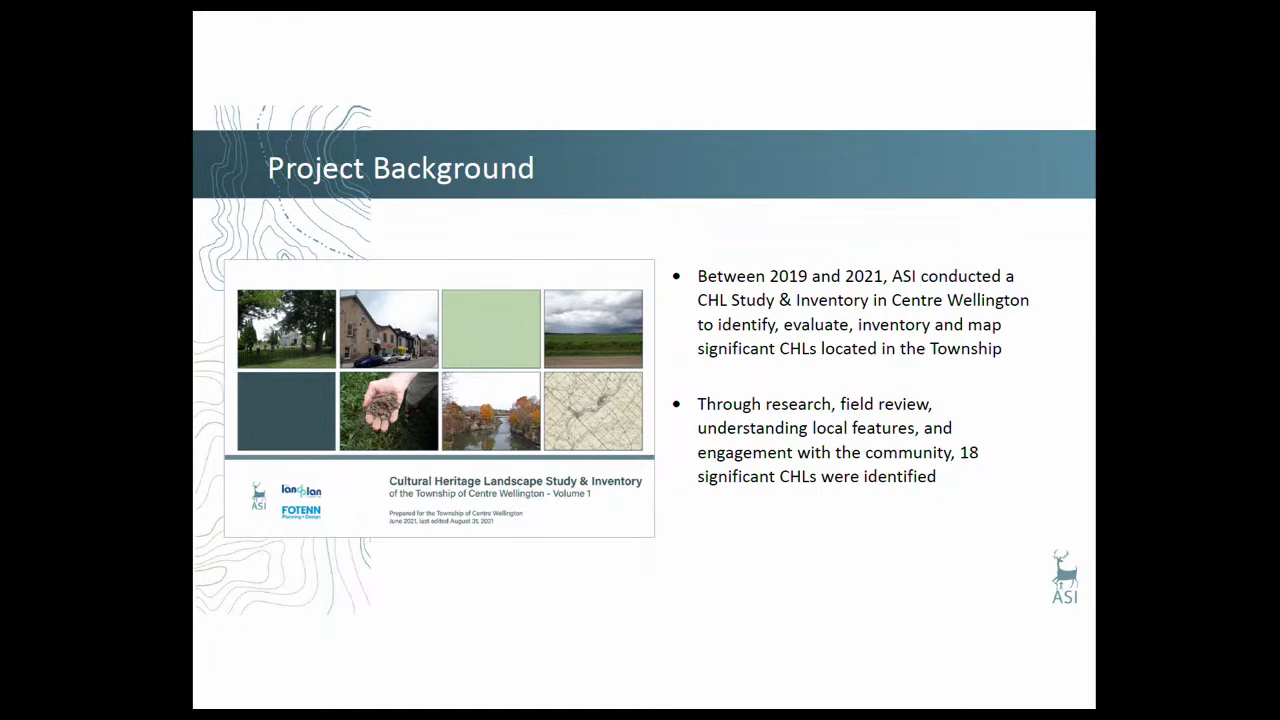 Project Background
Between 2019 and 2021, ASI conducted a
CHL Study & Inventory in Centre Wellington
to identify, evaluate, inventory and map
significant CHLs located in the Township
Through research, field review,
understanding local features, and
engagement with the community, 18
significant CHLs were identified
Cultural Heritage Landscape Study & Inventory
of the Township of Centre Wellington - Volume 1
Prepared for the Township of Centre Wellington
June 2021, last edited August 31, 2021
ASI
landplan
FOTENN
Planning + Design
ASI